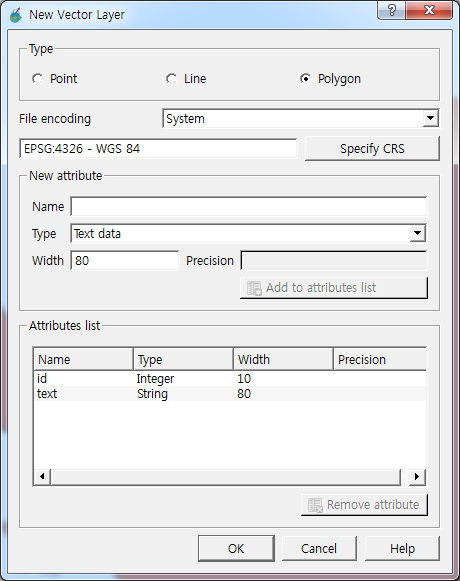 New Vector Layer
Type
Point Line Polygon
File encoding System
EPSG:4326 - WGS 84 Specify CRS
New attribute
Name
Type Text data
Width 80 Precision
Add to attributes list
Attributes list
Name Type Width Precision
id Integer 10
text String 80
Remove attribute
OK Cancel Help